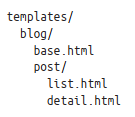 templates/
  blog/
    base.html
    post/
      list.html
      detail.html